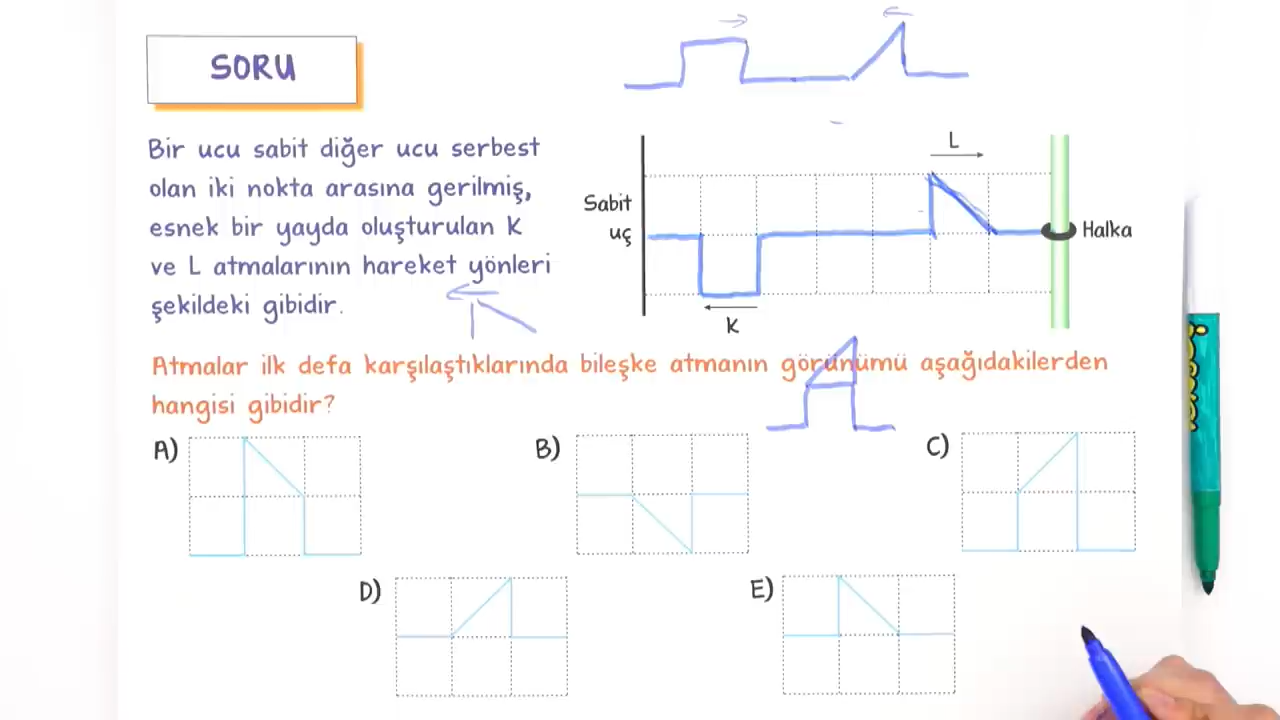 SORU
Bir ucu sabit diğer ucu serbest
olan iki nokta arasına gerilmiş,
esnek bir yayda oluşturulan K
ve L atmalarının hareket yönleri
şekildeki gibidir.
L
Sabit
uç
Halka
K
Atmalar ilk defa karşılaştıklarında bileşke atmanın görünümü aşağıdakilerden
hangisi gibidir?
A)
B)
C)
D)
E)